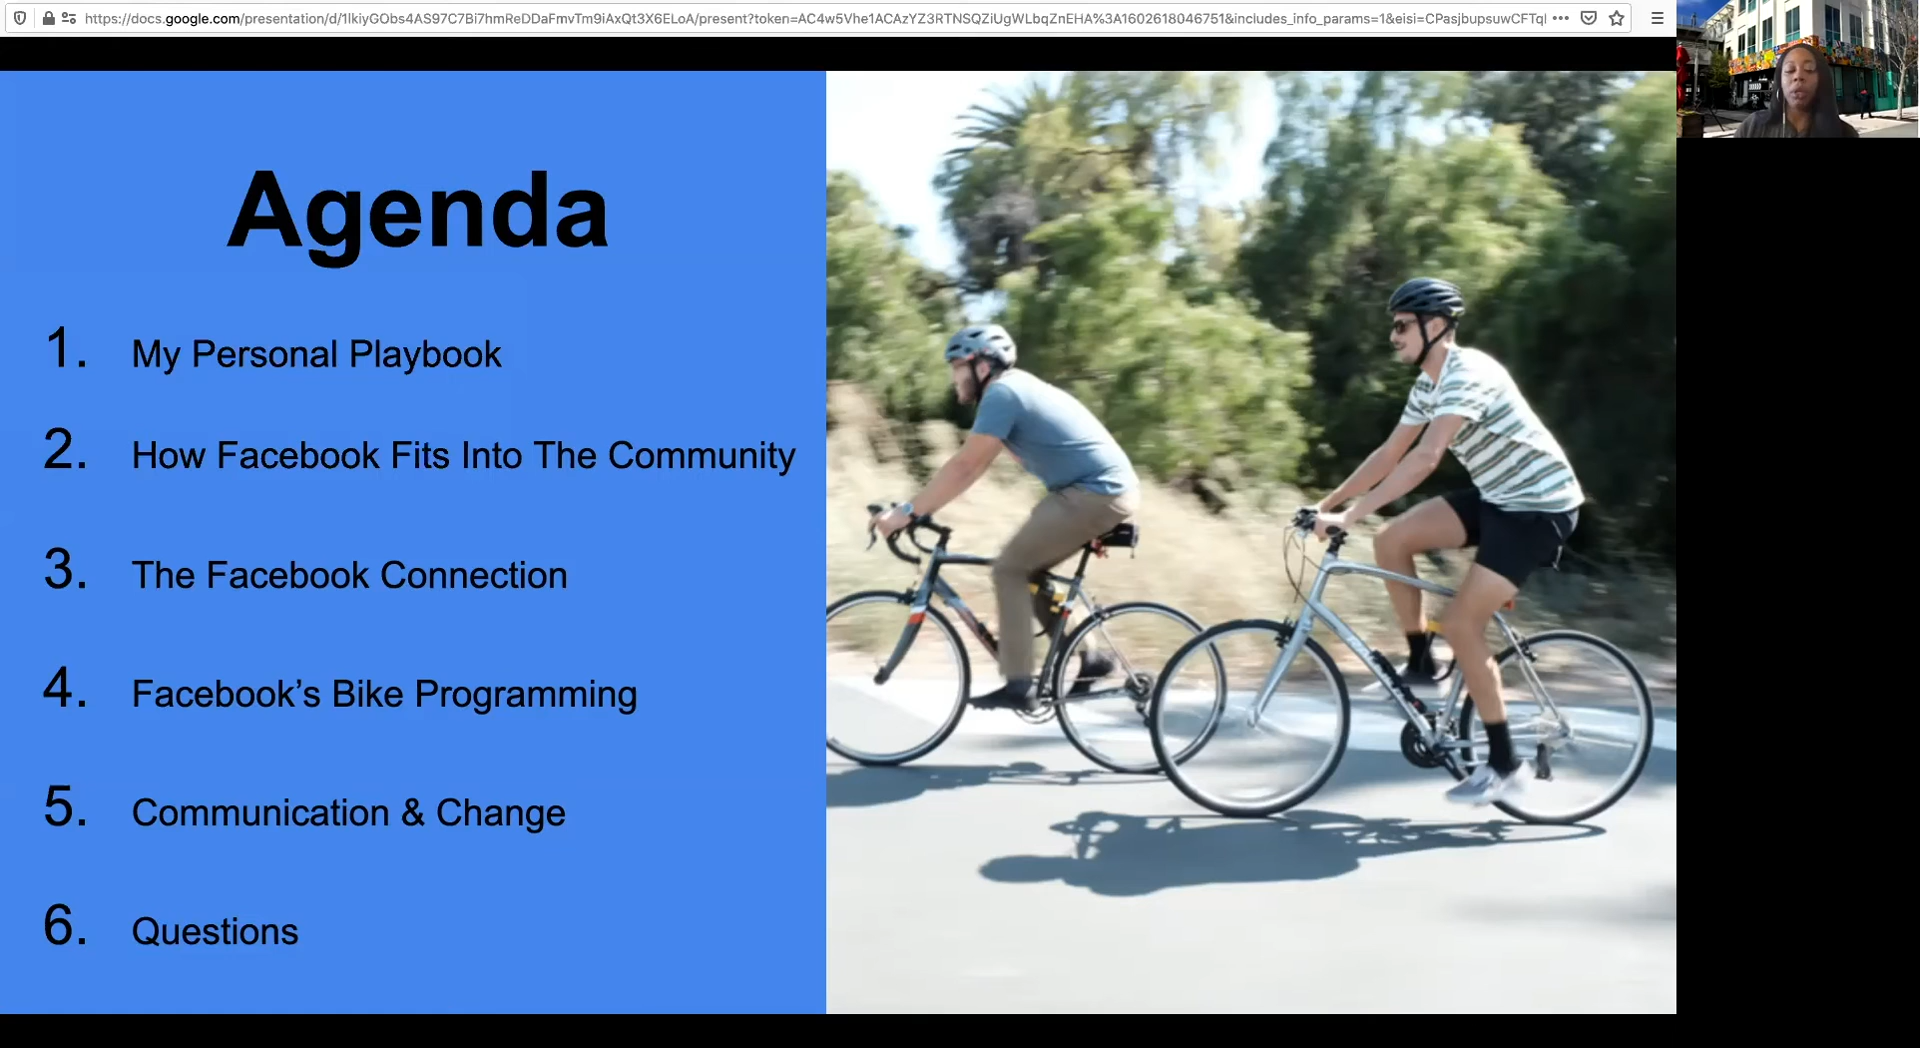 https://docs.google.com/presentation/d/1lkiyGObs4AS97C7Bi7hmReDDaFmvTm9iAxQt3X6ELoA/present?token=AC4w5Vhe1ACAzYZ3RTNSQZiUgWLbqZnEHA%3A1602618046751&includes_info_params=1&eisi=CPasjbupsuwCFTql
Agenda
1. My Personal Playbook
2. How Facebook Fits Into The Community
3. The Facebook Connection
4. Facebook’s Bike Programming
5. Communication & Change
6. Questions